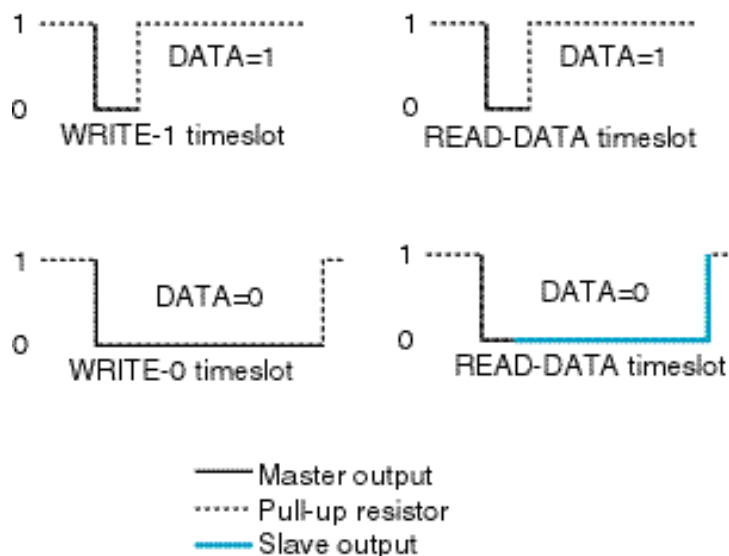 1 DATA=1
0
WRITE-1 timeslot
1 DATA=1
0
READ-DATA timeslot
1
DATA=0
0
WRITE-0 timeslot
1
DATA=0
0
READ-DATA timeslot
Master output
Pull-up resistor
Slave output